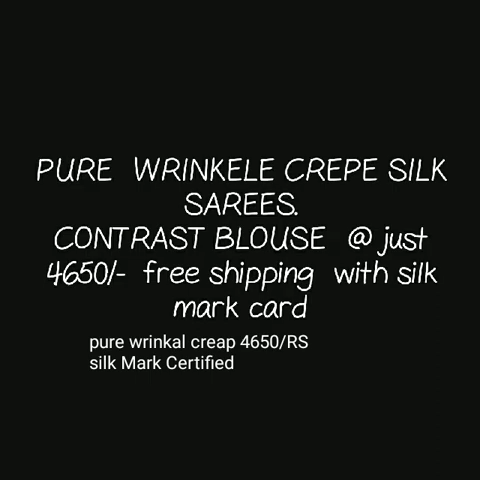 PURE WRINKELE CREPE SILK
SAREES.
CONTRAST BLOUSE @ just
4650/- free shipping with silk
mark card
pure wrinkal creap 4650/RS
silk Mark Certified